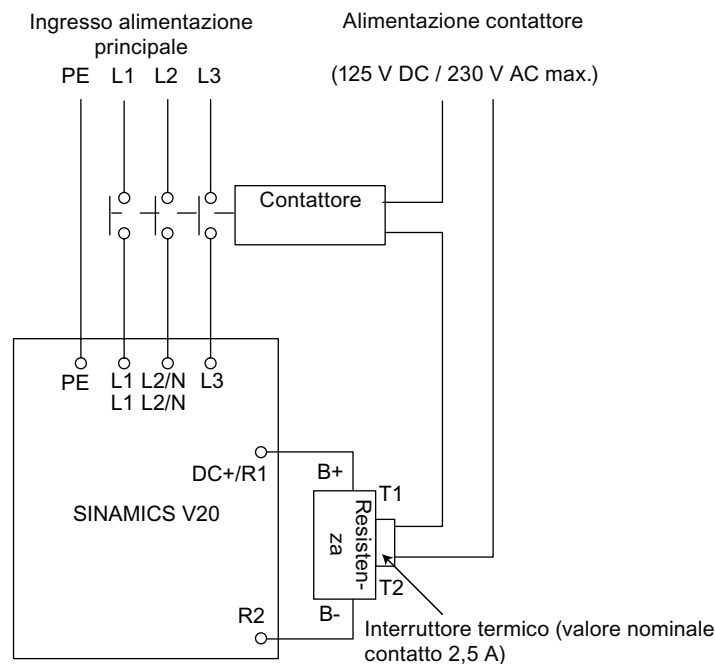 Ingresso alimentazione
principale
Alimentazione contattore
PE L1 L2 L3
(125 V DC / 230 V AC max.)
Contattore
PE L1 L2/N L3
L1 L2/N
DC+/R1
B+
T1
SINAMICS V20
Resisten-
za
T2
R2
B-
Interruttore termico (valore nominale
contatto 2,5 A)